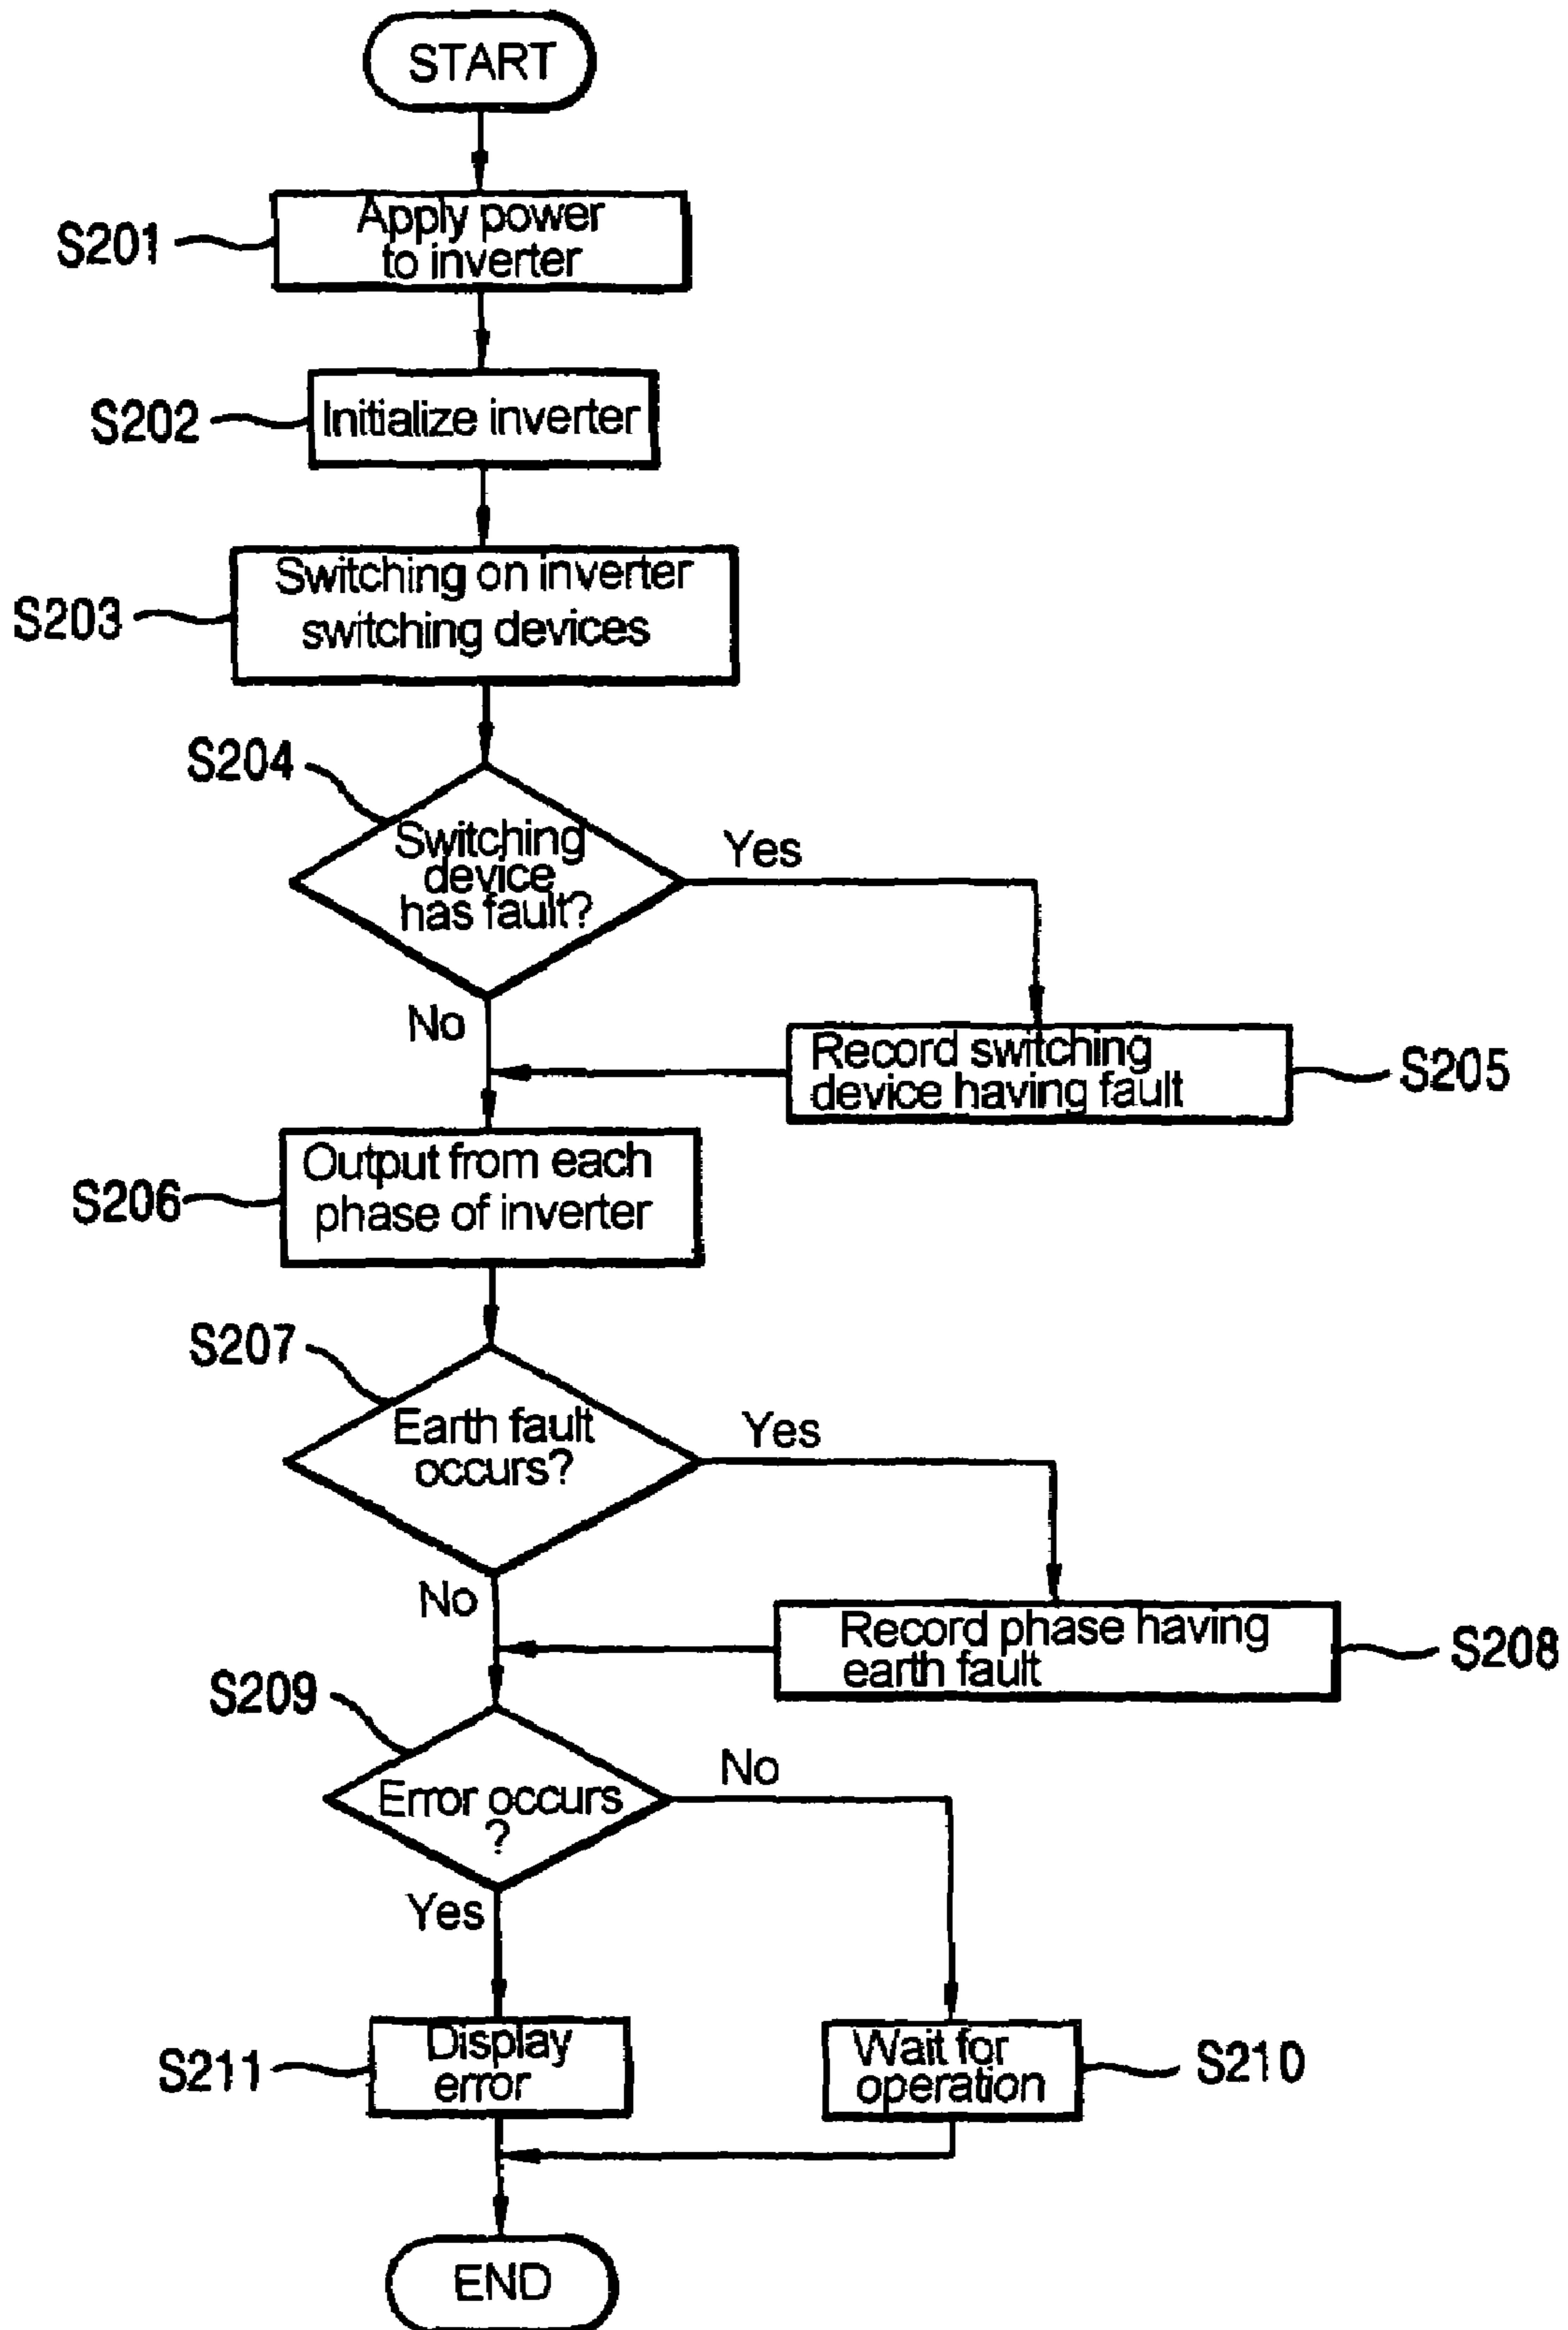 START
S201
Apply power
to inverter
S202
Initialize inverter
S203
Switching on inverter
switching devices
S204
Switching
device
has fault?
Yes
No
Record switching
device having fault
S205
S206
Output from each
phase of inverter
S207
Earth fault
occurs?
Yes
No
Record phase having
earth fault
S208
S209
Error occurs
?
No
Yes
S211
Display
error
Wait for
operation
S210
END